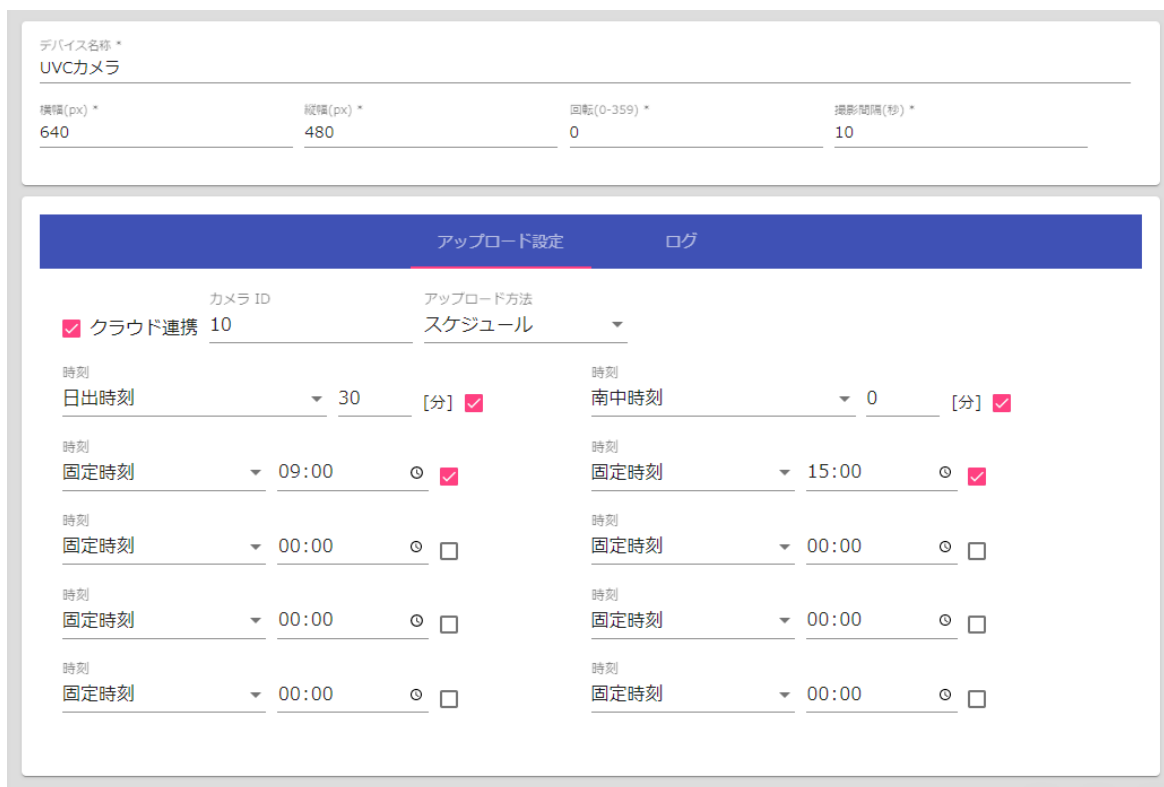 デバイス名称 *
UVCカメラ
横幅(px) * 縦幅(px) * 回転(0-359) * 撮影間隔(秒) *
640 480 0 10
アップロード設定 ログ
カメラ ID アップロード方法
クラウド連携 10 スケジュール
時刻 時刻
日出時刻 30 [分] 南中時刻 0 [分]
時刻 時刻
固定時刻 09:00 固定時刻 15:00
時刻 時刻
固定時刻 00:00 固定時刻 00:00
時刻 時刻
固定時刻 00:00 固定時刻 00:00
時刻 時刻
固定時刻 00:00 固定時刻 00:00